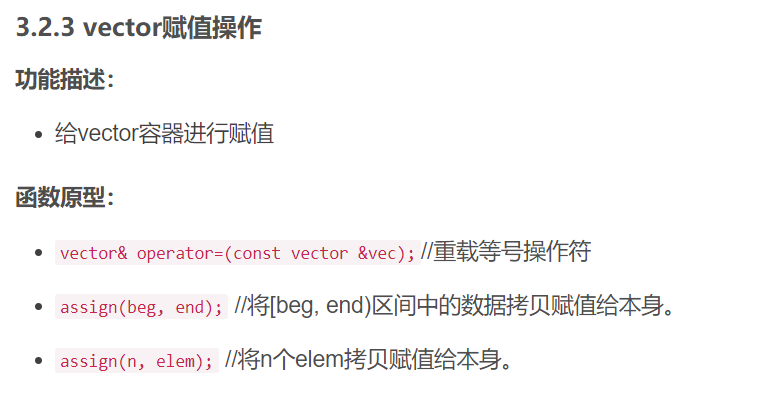 3.2.3 vector赋值操作
功能描述：
给vector容器进行赋值
函数原型：
vector& operator=(const vector &vec); //重载等号操作符
assign(beg, end); //将[beg, end)区间中的数据拷贝赋值给本身。
assign(n, elem); //将n个elem拷贝赋值给本身。